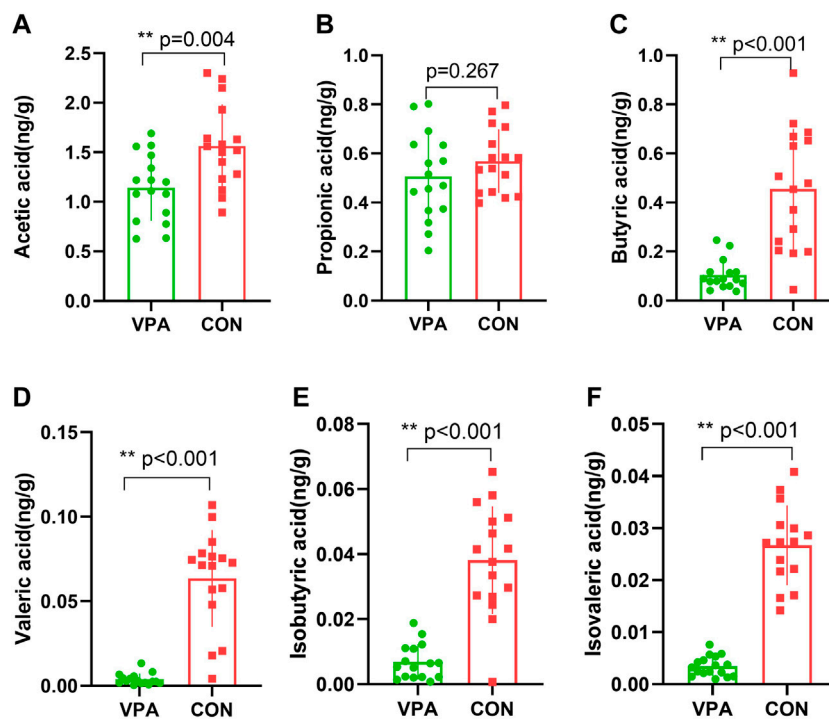 A
** p=0.004
Acetic acid(ng/g)
2.5
2.0
1.5
1.0
0.5
0.0
VPA CON
B
p=0.267
Propionic acid(ng/g)
1.0
0.8
0.6
0.4
0.2
0.0
VPA CON
C
** p<0.001
Butyric acid(ng/g)
1.0
0.8
0.6
0.4
0.2
0.0
VPA CON
D
** p<0.001
Valeric acid(ng/g)
0.15
0.10
0.05
0.00
VPA CON
E
** p<0.001
Isobutyric acid(ng/g)
0.08
0.06
0.04
0.02
0.00
VPA CON
F
** p<0.001
Isovaleric acid(ng/g)
0.05
0.04
0.03
0.02
0.01
0.00
VPA CON